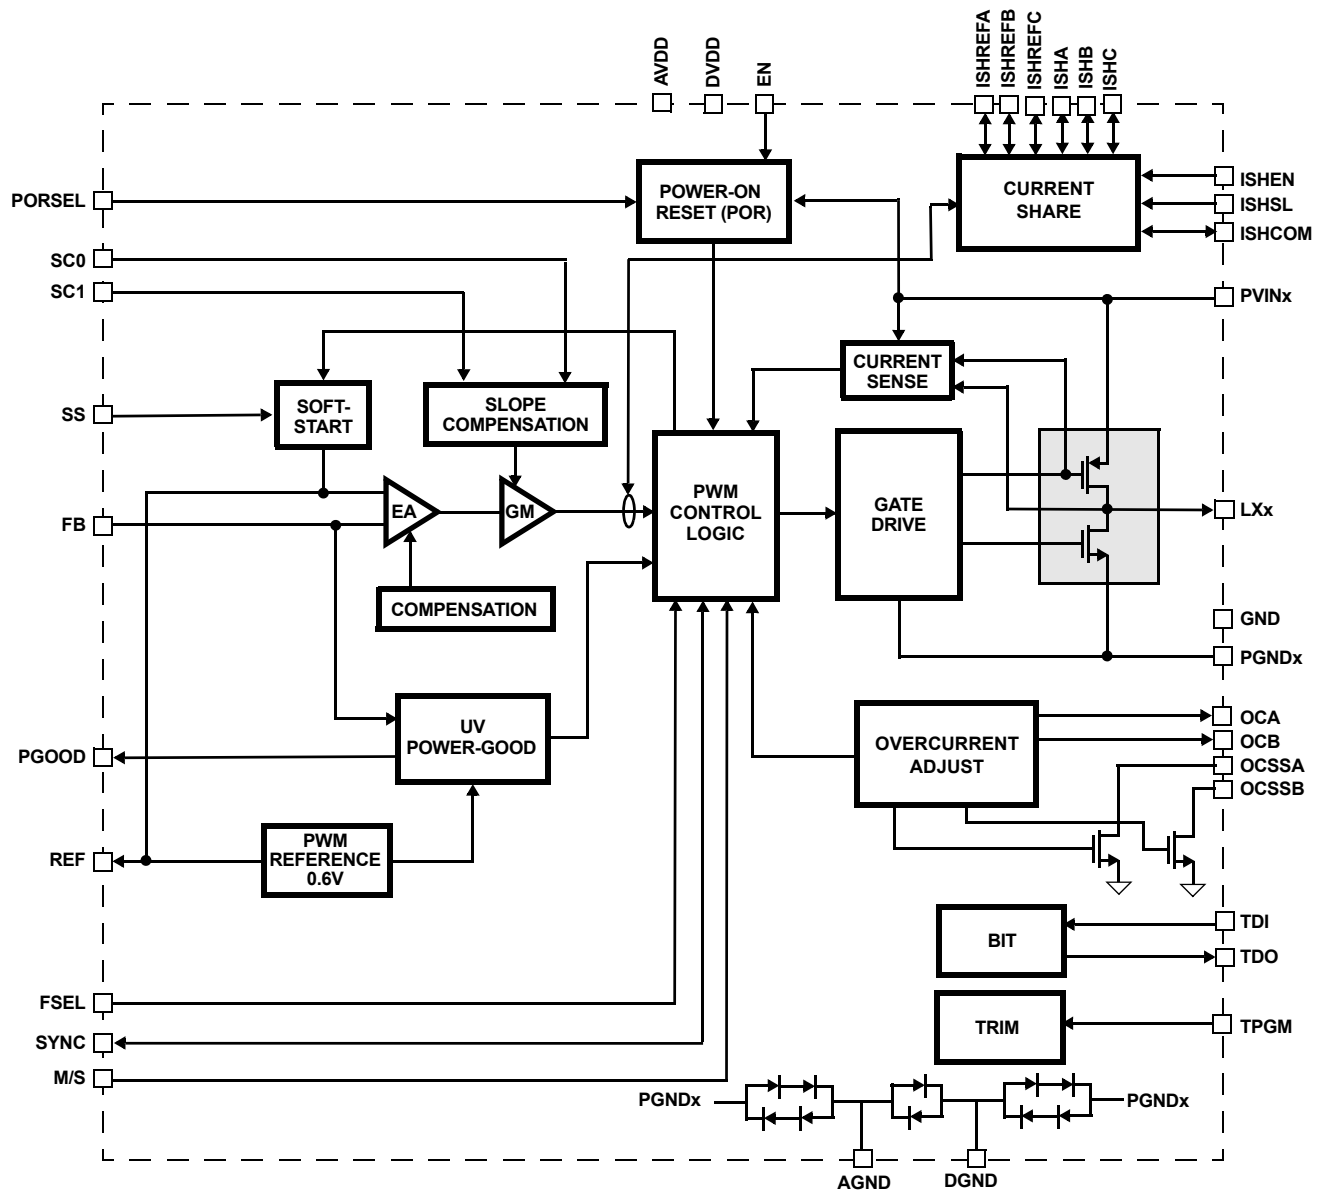 AVDD
DVDD
EN
ISHREFA
ISHREFB
ISHREFC
ISHA
ISHB
ISHC
PORSEL
POWER-ON
RESET (POR)
CURRENT
SHARE
ISHEN
ISHSL
ISHCOM
SC0
SC1
PVINx
CURRENT
SENSE
SS
SOFT-
START
SLOPE
COMPENSATION
FB
EA
GM
PWM
CONTROL
LOGIC
GATE
DRIVE
LXx
COMPENSATION
GND
PGNDx
UV
POWER-GOOD
PGOOD
OVERCURRENT
ADJUST
OCA
OCB
OCSSA
OCSSB
REF
PWM
REFERENCE
0.6V
BIT
TDI
TDO
FSEL
SYNC
M/S
TRIM
TPGM
PGNDx
PGNDx
AGND
DGND